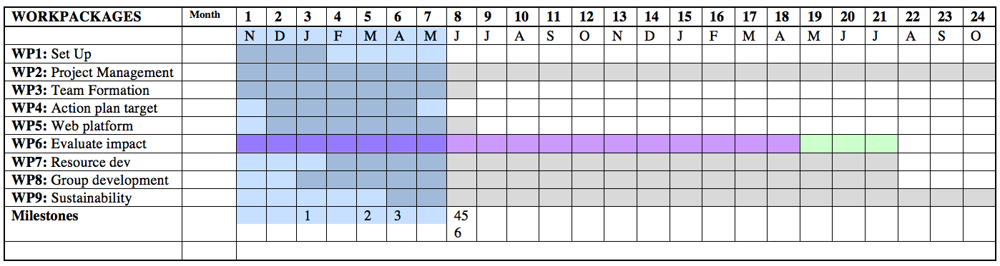 WORKPACKAGES Month 1 2 3 4 5 6 7 8 9 10 11 12 13 14 15 16 17 18 19 20 21 22 23 24
N D J F M A M J J A S O N D J F M A M J J A S O
WP1: Set Up
WP2: Project Management
WP3: Team Formation
WP4: Action plan target
WP5: Web platform
WP6: Evaluate impact
WP7: Resource dev
WP8: Group development
WP9: Sustainability
Milestones 1 2 3 45
6